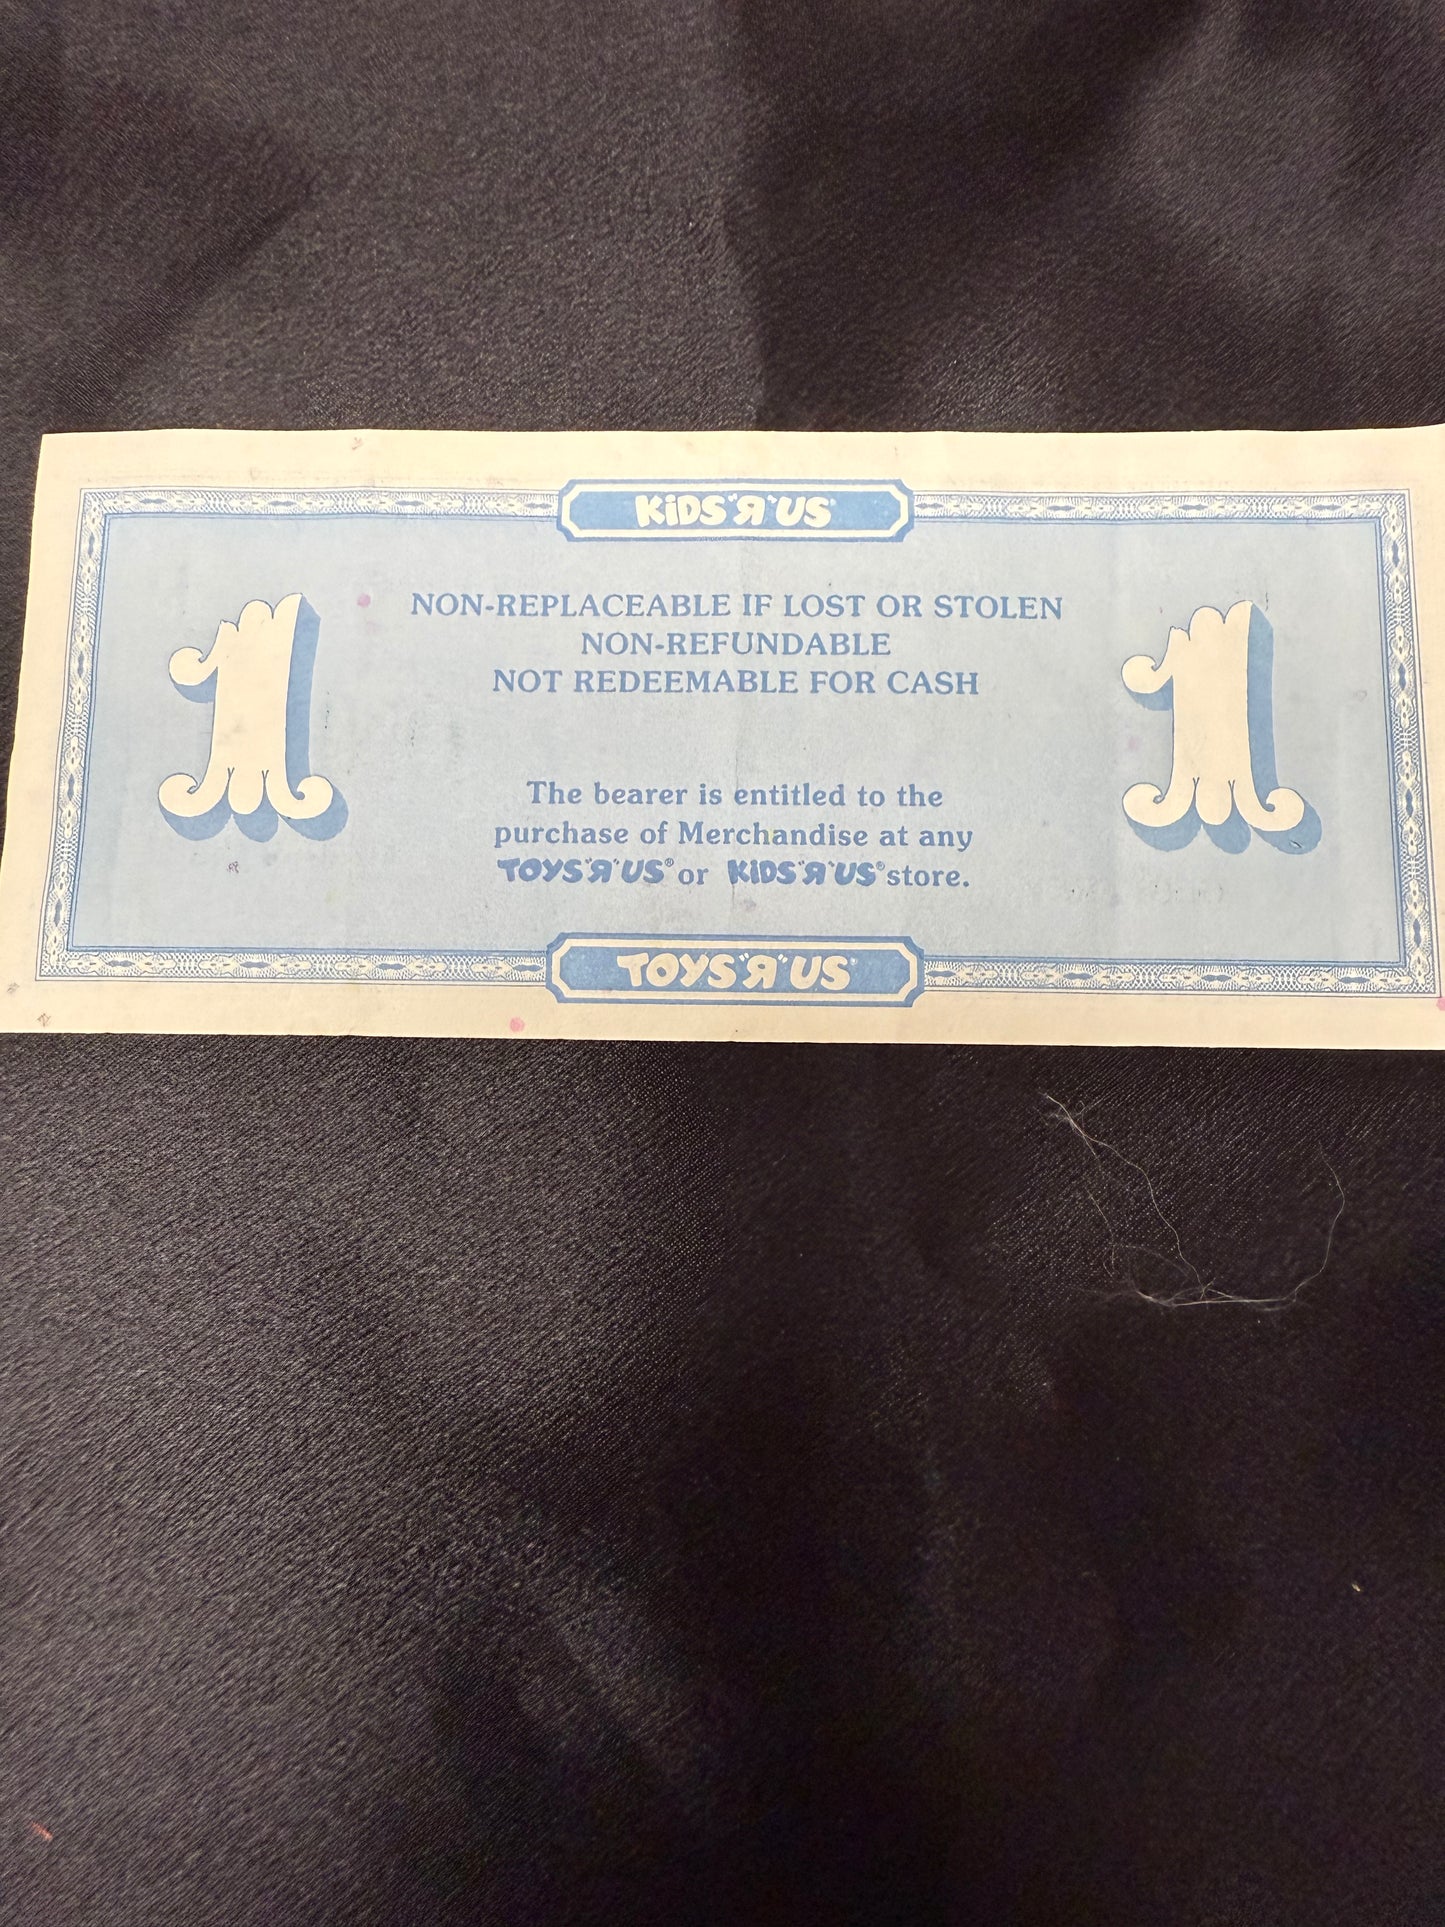 KiDS "R" US®
1 NON-REPLACEABLE IF LOST OR STOLEN 1
NON-REFUNDABLE
NOT REDEEMABLE FOR CASH
The bearer is entitled to the
purchase of Merchandise at any
TOYS "R" US® or KiDS "R" US® store.
TOYS "R" US®